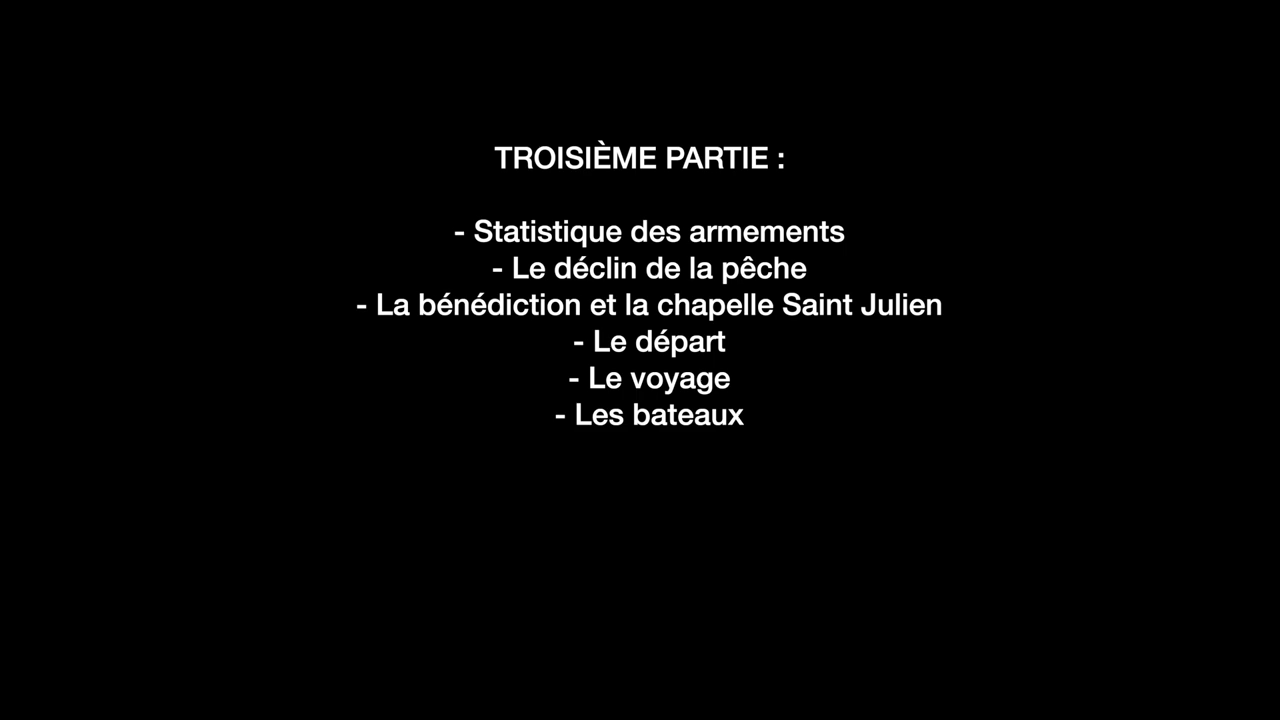 TROISIÈME PARTIE :
- Statistique des armements
- Le déclin de la pêche
- La bénédiction et la chapelle Saint Julien
- Le départ
- Le voyage
- Les bateaux